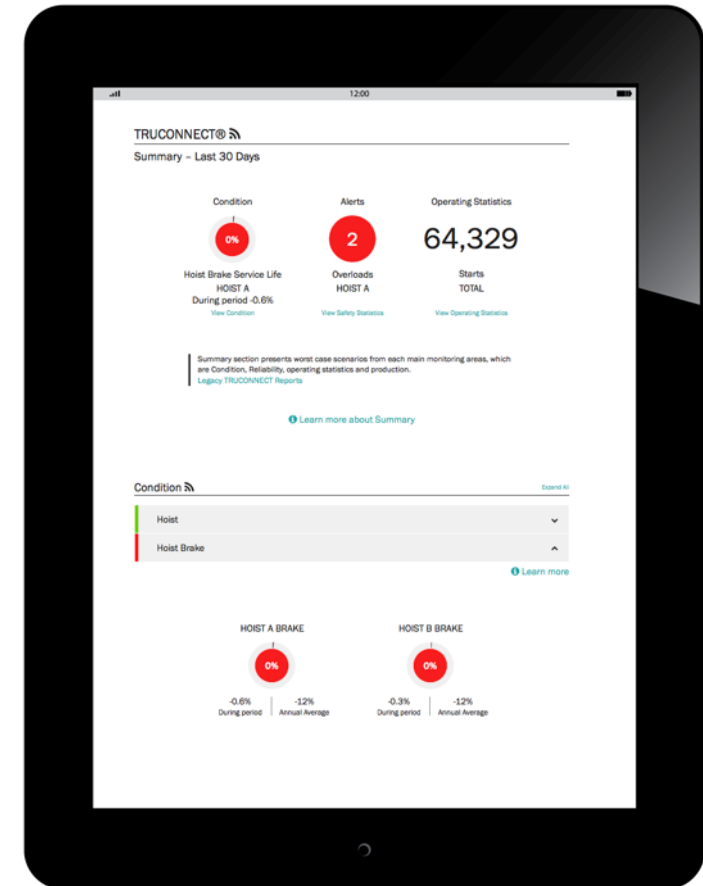 12:00
TRUCONNECT®
Summary – Last 30 Days
Condition
Alerts
Operating Statistics
0%
2
64,329
Hoist Brake Service Life
HOIST A
During period -0.6%
View Condition
Overloads
HOIST A
View Safety Statistics
Starts
TOTAL
View Operating Statistics
Summary section presents worst case scenarios from each main monitoring areas, which
are Condition, Reliability, operating statistics and production.
Legacy TRUCONNECT Reports
Learn more about Summary
Condition
Expand All
Hoist
Hoist Brake
Learn more
HOIST A BRAKE
HOIST B BRAKE
0%
0%
-0.6%
During period
-12%
Annual Average
-0.3%
During period
-12%
Annual Average